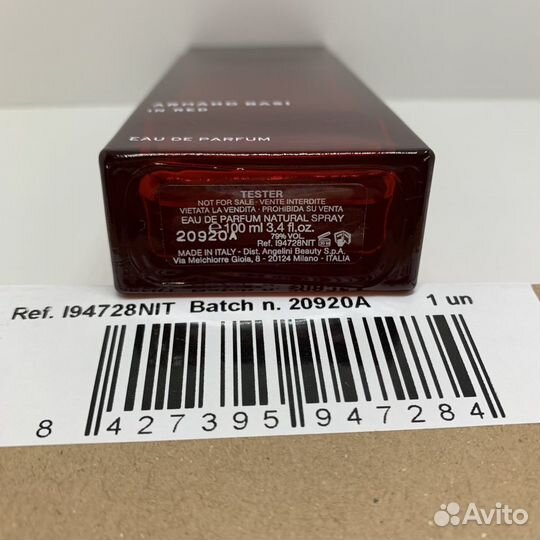 ARMAND BASI
IN RED
EAU DE PARFUM
TESTER
NOT FOR SALE · VENTE INTERDITE
VIETATA LA VENDITA · PROHIBIDA SU VENTA
EAU DE PARFUM NATURAL SPRAY
℮100 ml 3.4 fl.oz.
20920A 79% VOL.
Ref. I94728NIT
MADE IN ITALY - Dist. Angelini Beauty S.p.A.
Via Melchiorre Gioia, 8 - 20124 Milano - ITALIA
Ref. I94728NIT Batch n. 20920A 1 un
8 427395 947284
Avito